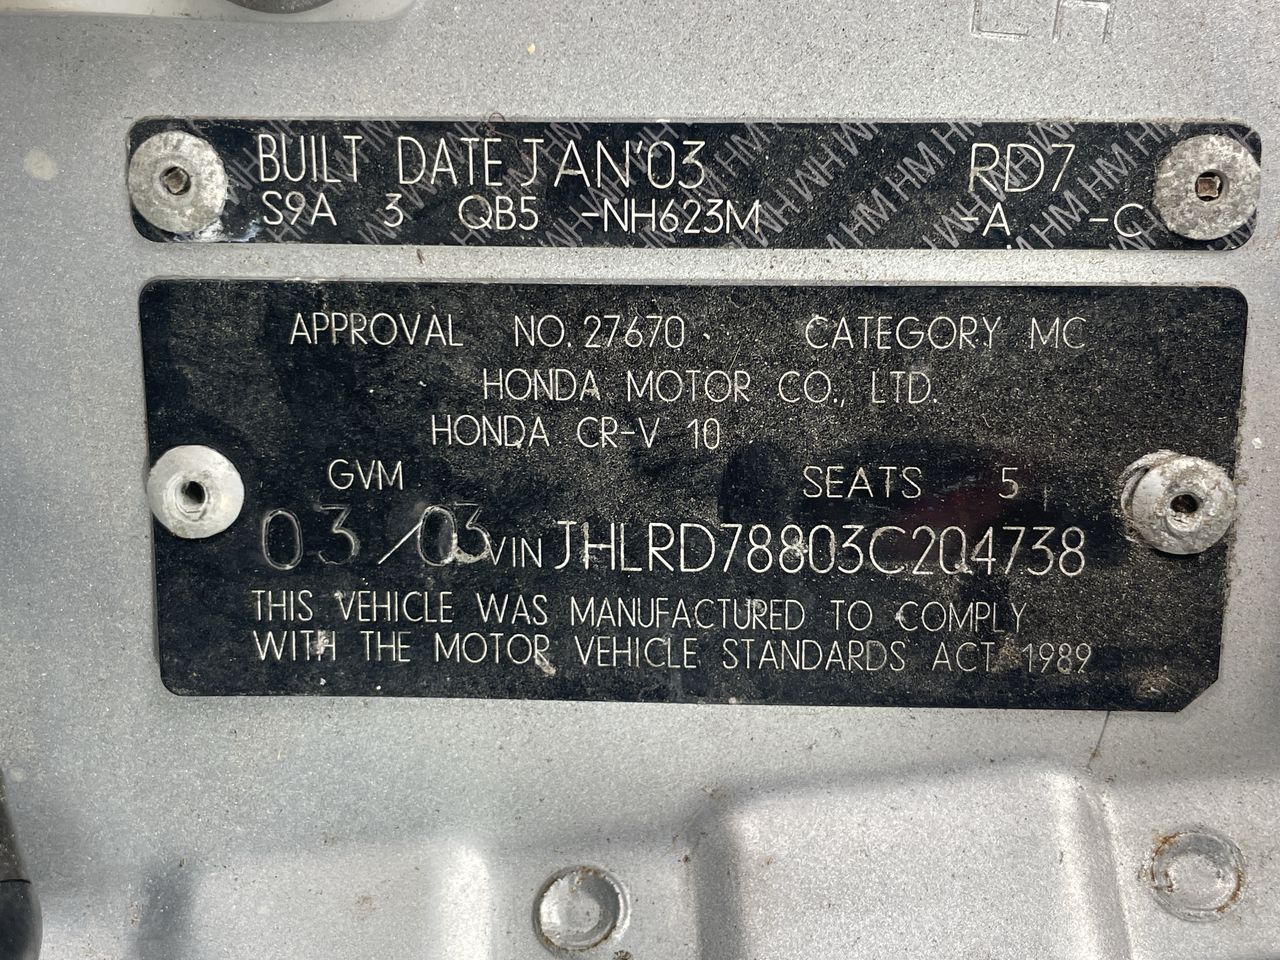 LH
BUILT DATE JAN'03 RD7
S9A 3 QB5 -NH623M -A -C
APPROVAL NO. 27670 CATEGORY MC
HONDA MOTOR CO., LTD.
HONDA CR-V 10
GVM SEATS 5
03/03 VIN JHLRD78803C204738
THIS VEHICLE WAS MANUFACTURED TO COMPLY
WITH THE MOTOR VEHICLE STANDARDS ACT 1989